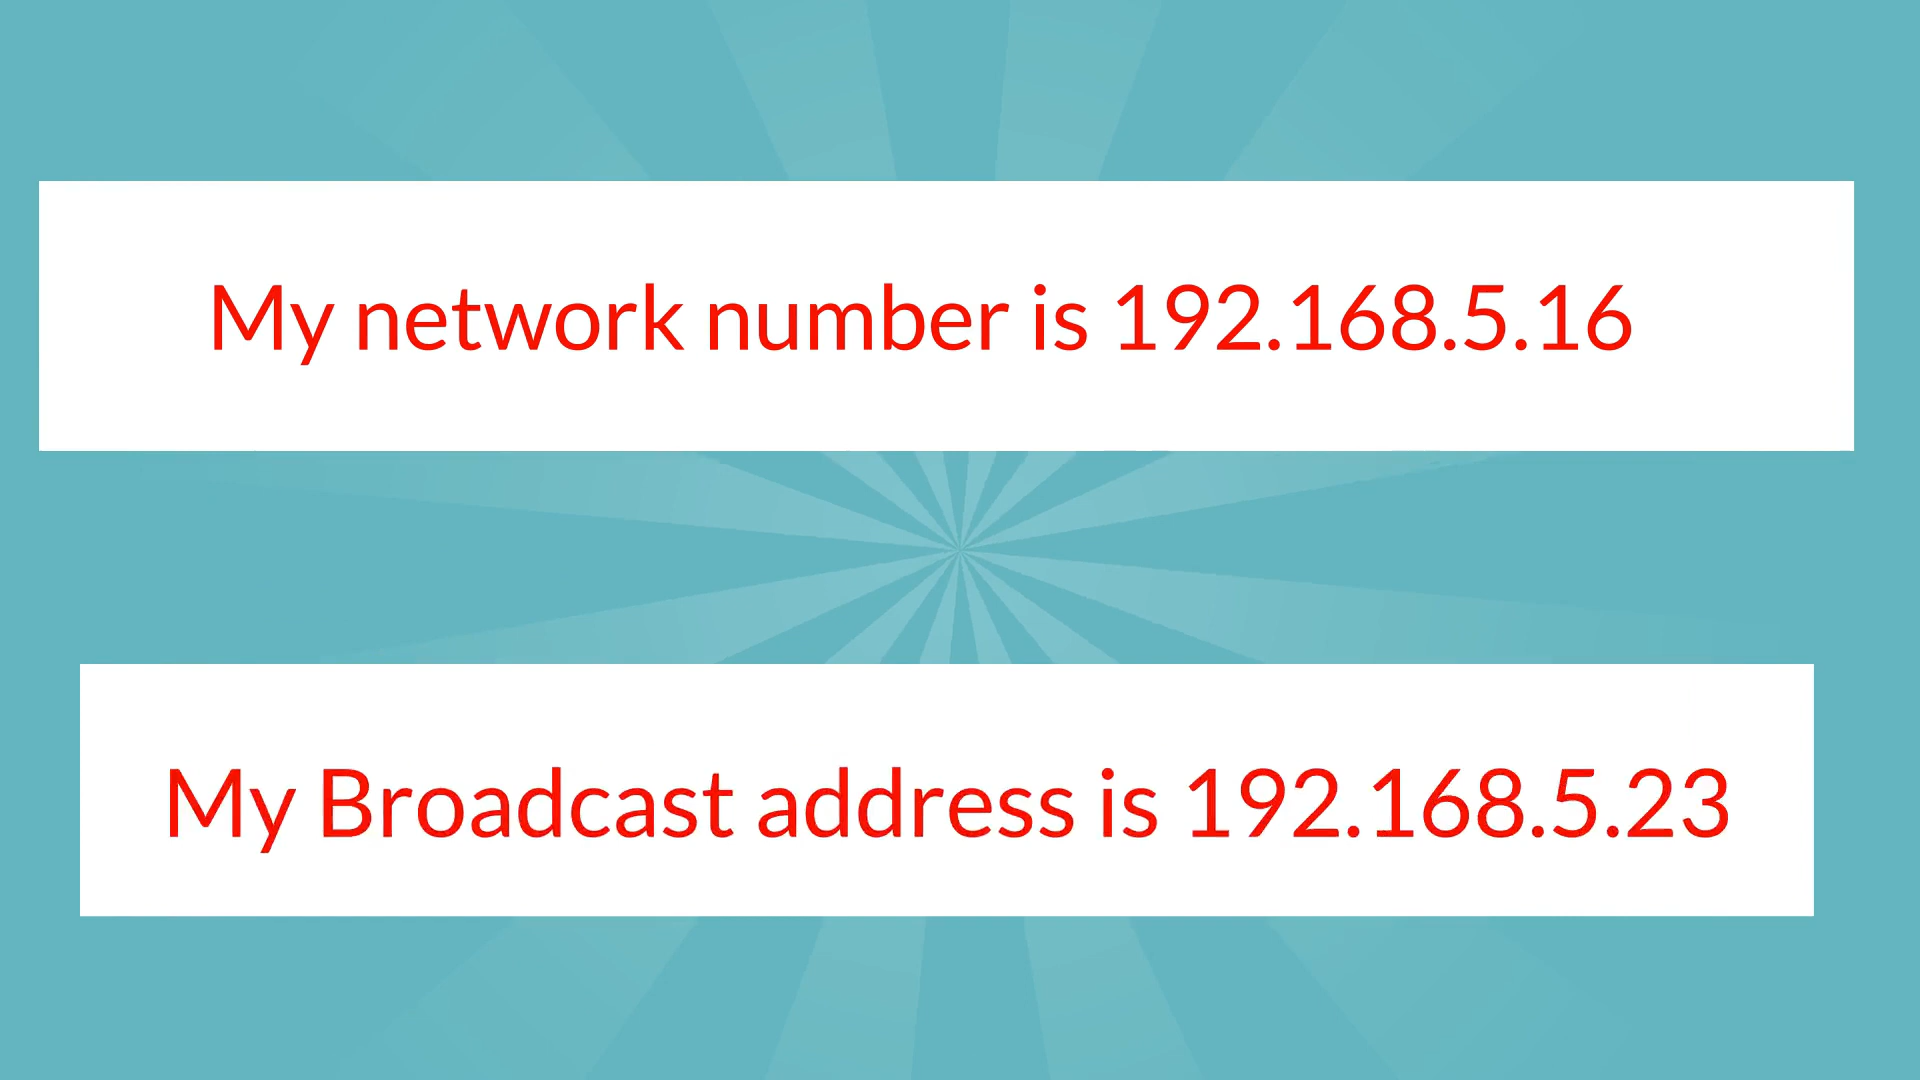 My network number is 192.168.5.16
My Broadcast address is 192.168.5.23